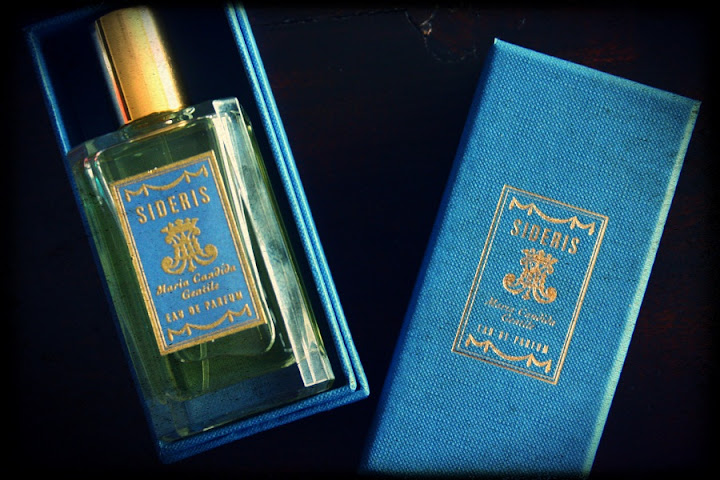 SIDERIS
Maria Candida
Gentile
EAU DE PARFUM
SIDERIS
Maria Candida
Gentile
EAU DE PARFUM